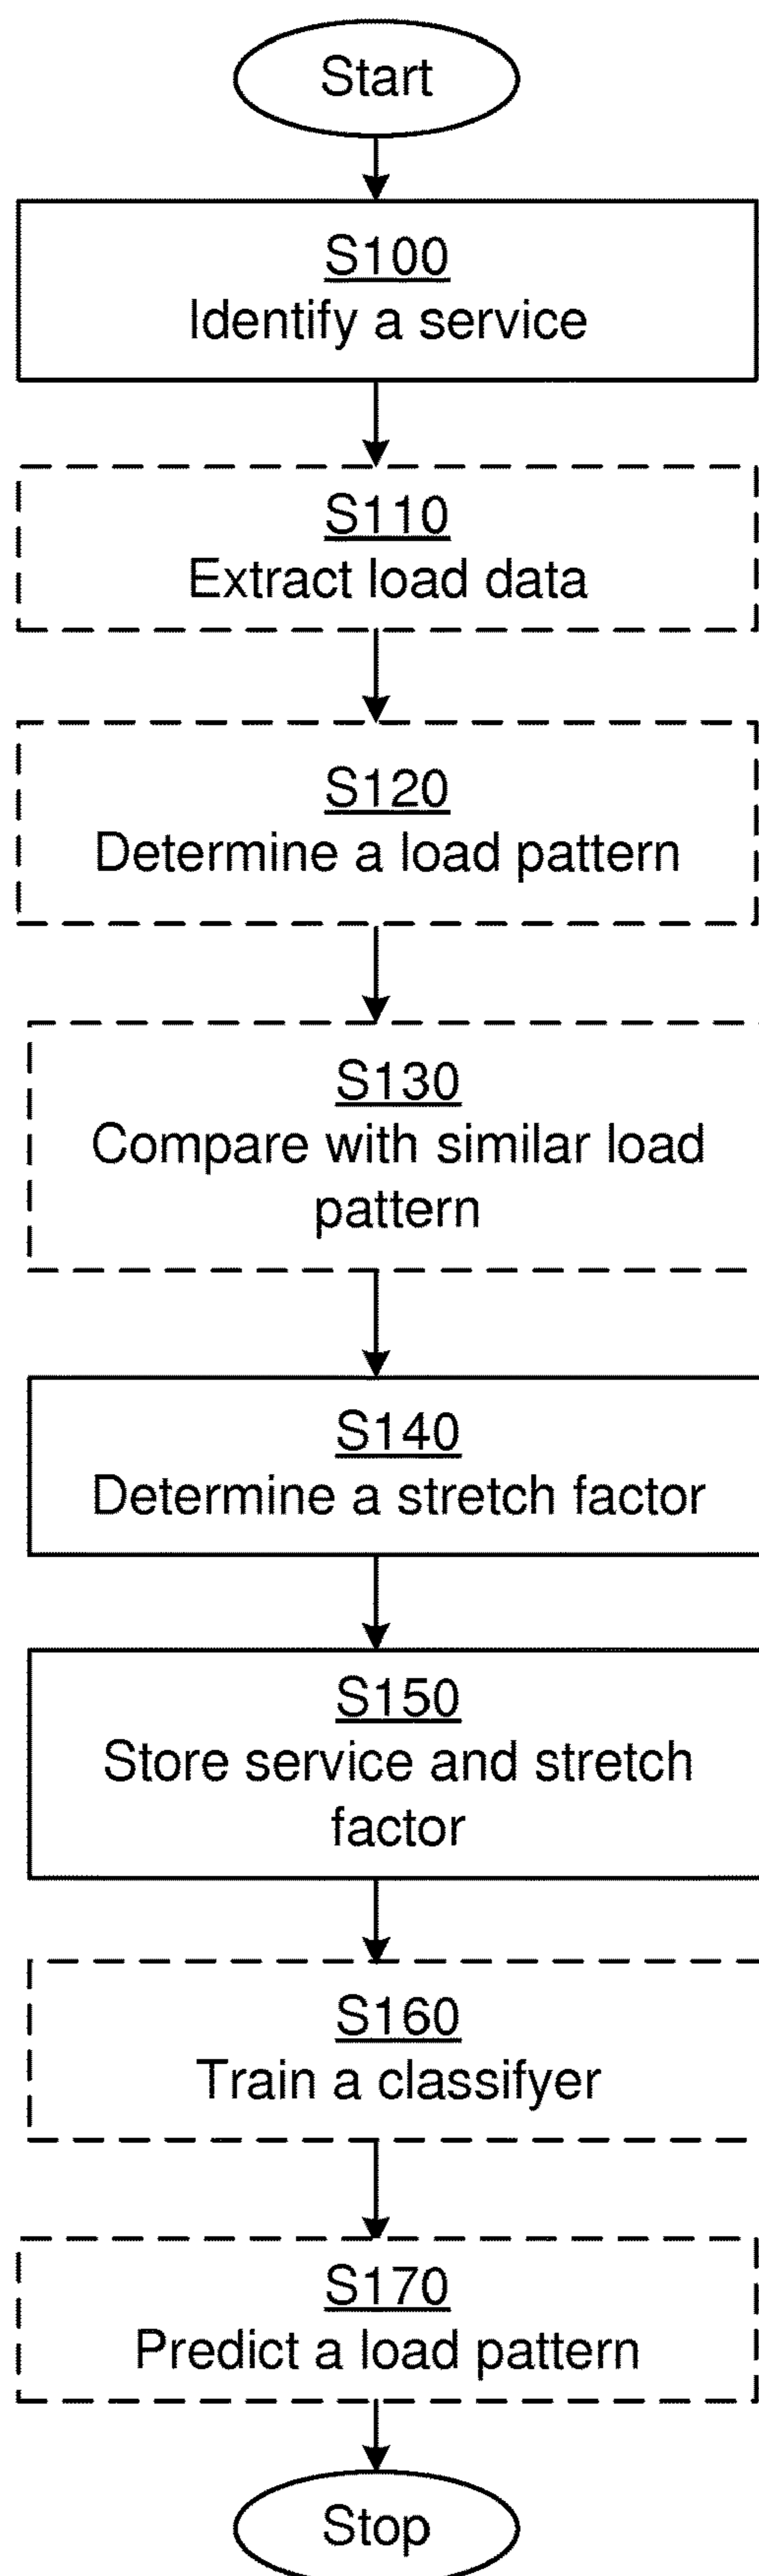 Start
S100
Identify a service
S110
Extract load data
S120
Determine a load pattern
S130
Compare with similar load
pattern
S140
Determine a stretch factor
S150
Store service and stretch
factor
S160
Train a classifyer
S170
Predict a load pattern
Stop